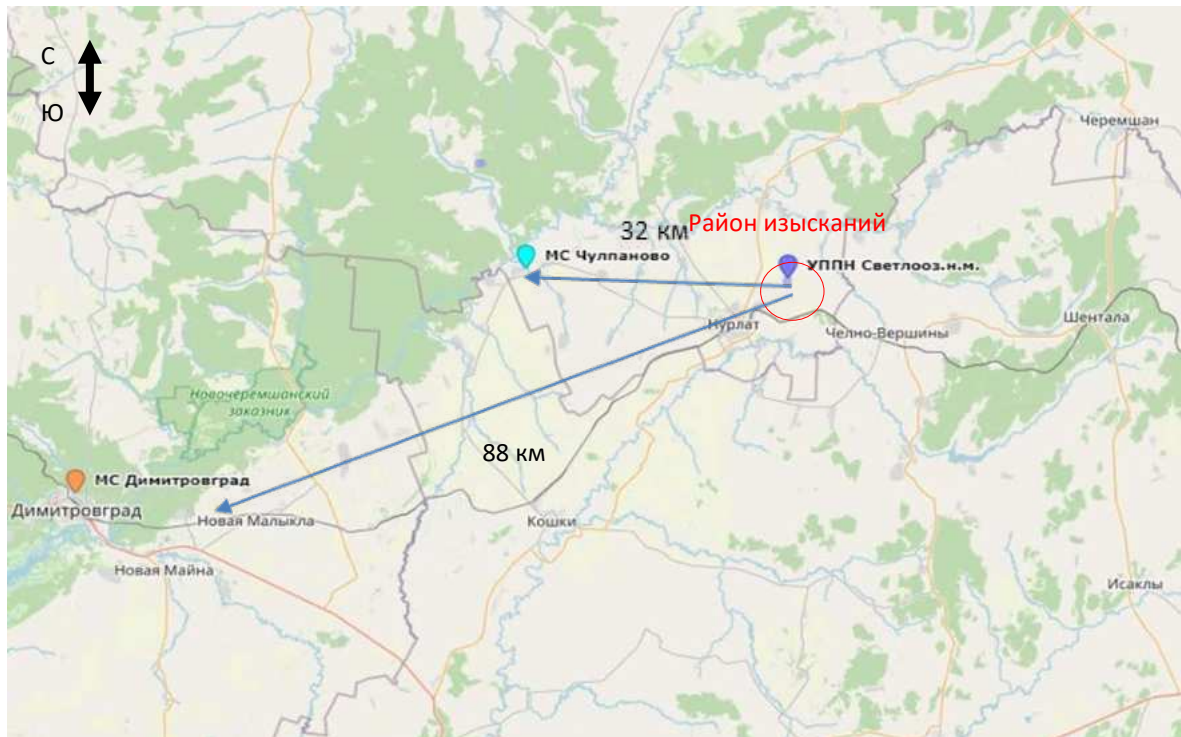 С
Ю
Черемшан
Район изысканий
32 км
МС Чулпаново
УППН Светлооз.н.м.
Нурлат
Челно-Вершины
Шентала
Новочеремшанский
заказник
88 км
МС Димитровград
Димитровград
Новая Малыкла
Кошки
Новая Майна
Исаклы